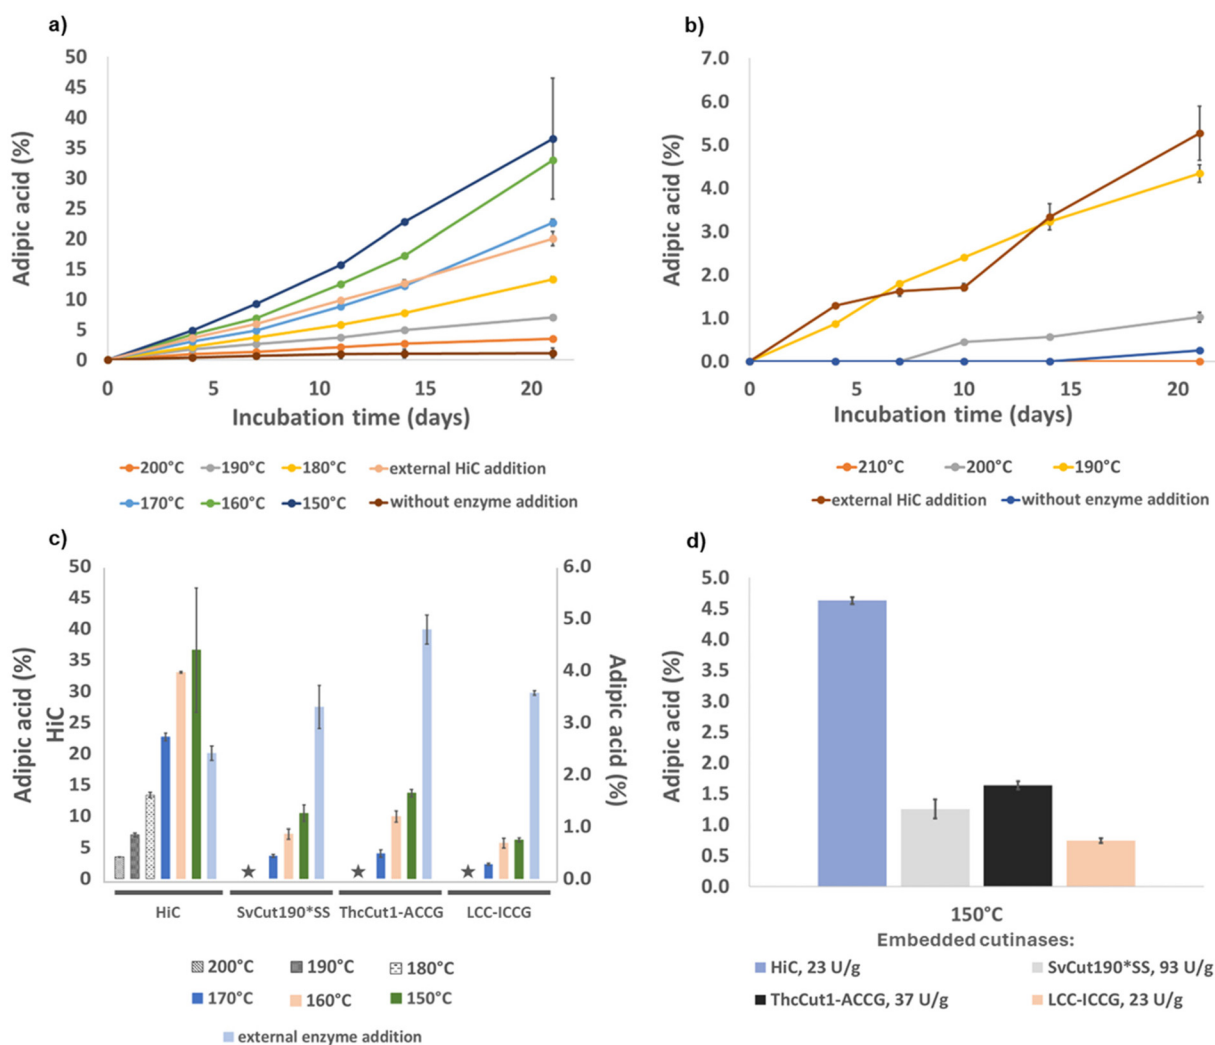 a)
50
45
40
35
30
25
20
15
10
5
0
Adipic acid (%)
0 5 10 15 20
Incubation time (days)
200°C 190°C 180°C external HiC addition
170°C 160°C 150°C without enzyme addition
b)
7.0
6.0
5.0
4.0
3.0
2.0
1.0
0.0
Adipic acid (%)
0 5 10 15 20
Incubation time (days)
210°C 200°C 190°C
external HiC addition without enzyme addition
c)
50
45
40
35
30
25
20
15
10
5
0
Adipic acid (%)
HiC
6.0
5.0
4.0
3.0
2.0
1.0
0.0
Adipic acid (%)
HiC SvCut190*SS ThcCut1-ACCG LCC-ICCG
200°C 190°C 180°C
170°C 160°C 150°C
external enzyme addition
d)
5.0
4.5
4.0
3.5
3.0
2.5
2.0
1.5
1.0
0.5
0.0
Adipic acid (%)
150°C
Embedded cutinases:
HiC, 23 U/g SvCut190*SS, 93 U/g
ThcCut1-ACCG, 37 U/g LCC-ICCG, 23 U/g